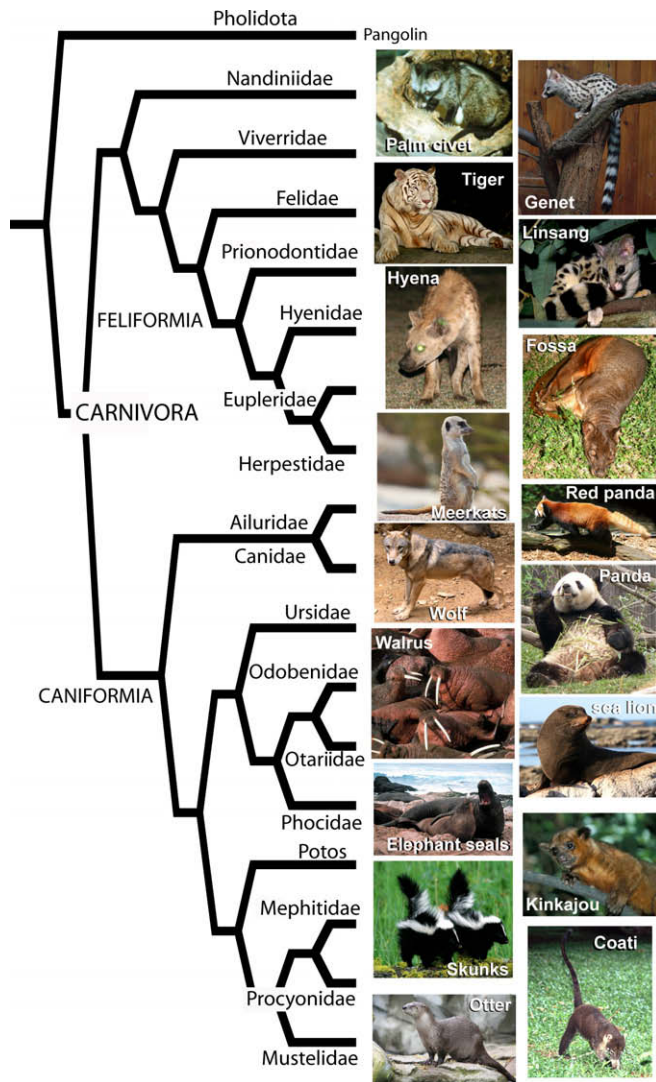 Pholidota
Pangolin
Nandiniidae
Palm civet
Viverridae
Tiger
Genet
Felidae
Linsang
Prionodontidae
Hyena
Hyenidae
FELIFORMIA
Fossa
Eupleridae
CARNIVORA
Herpestidae
Red panda
Ailuridae
Meerkats
Canidae
Panda
Wolf
Ursidae
Walrus
Odobenidae
CANIFORMIA
sea lion
Otariidae
Phocidae
Elephant seals
Potos
Kinkajou
Mephitidae
Coati
Skunks
Procyonidae
Otter
Mustelidae